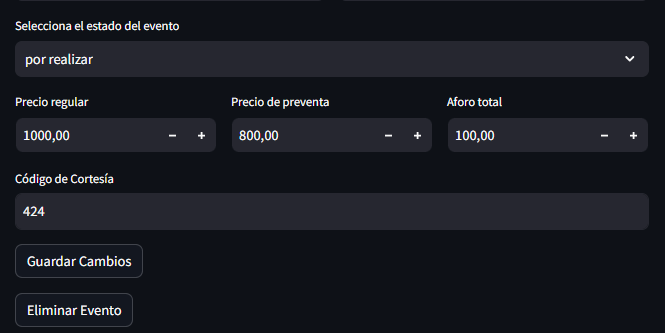 Selecciona el estado del evento
por realizar
Precio regular Precio de preventa Aforo total
1000,00 − + 800,00 − + 100,00 − +
Código de Cortesía
424
Guardar Cambios
Eliminar Evento